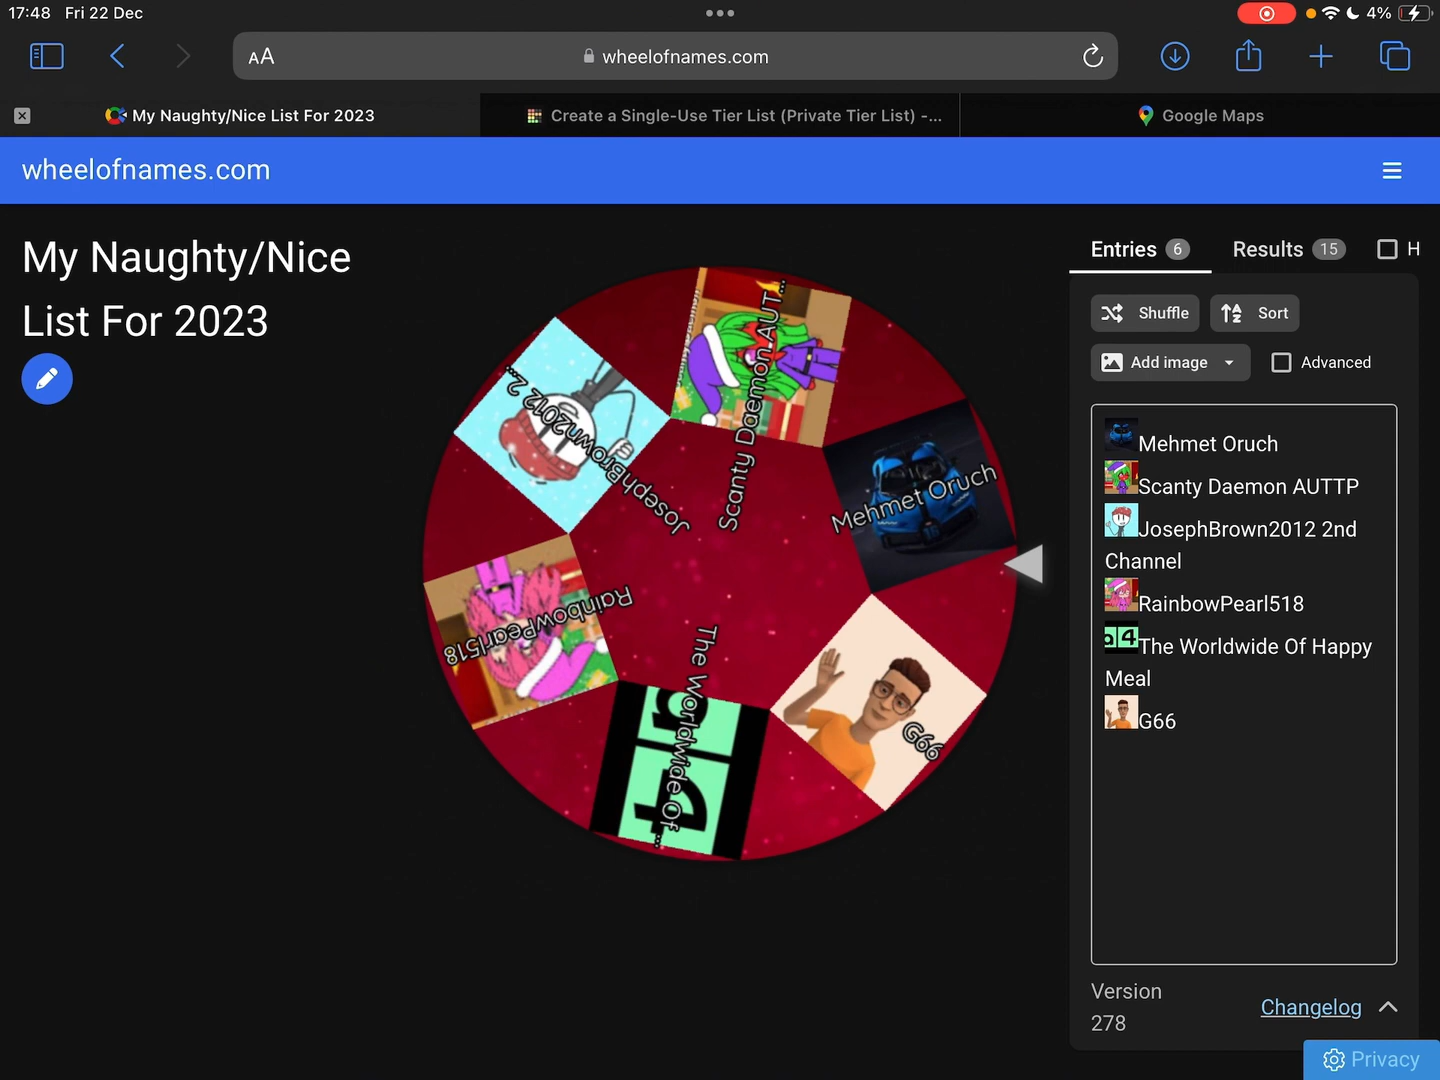 17:48 Fri 22 Dec
4%
AA
wheelofnames.com
My Naughty/Nice List For 2023
Create a Single-Use Tier List (Private Tier List) -...
Google Maps
wheelofnames.com
My Naughty/Nice
List For 2023
Entries 6
Results 15
H
Shuffle
Sort
Add image
Advanced
Mehmet Oruch
Scanty Daemon AUTTP
JosephBrown2012 2nd
Channel
RainbowPearl518
The Worldwide Of Happy
Meal
G66
Scanty Daemon AUT...
Mehmet Oruch
G66
The Worldwide Of...
RainbowPearl518
JosephBrown2012 2...
Version
278
Changelog
Privacy